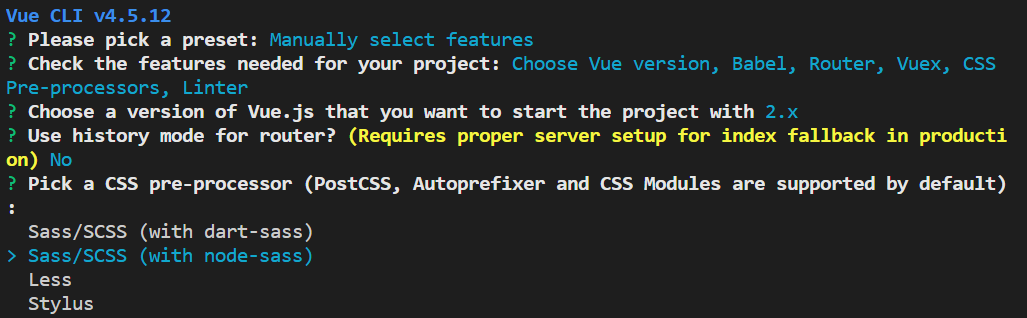 Vue CLI v4.5.12
? Please pick a preset: Manually select features
? Check the features needed for your project: Choose Vue version, Babel, Router, Vuex, CSS
Pre-processors, Linter
? Choose a version of Vue.js that you want to start the project with 2.x
? Use history mode for router? (Requires proper server setup for index fallback in producti
on) No
? Pick a CSS pre-processor (PostCSS, Autoprefixer and CSS Modules are supported by default)
:
  Sass/SCSS (with dart-sass)
> Sass/SCSS (with node-sass)
  Less
  Stylus